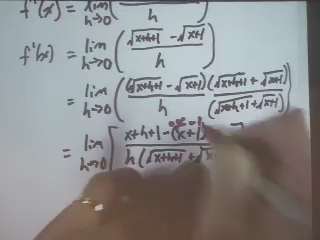 f'(x) = lim h→0 ( / h )
f'(x) = lim h→0 ( (√(x+h+1) - √(x+1)) / h )
= lim h→0 ( (√(x+h+1) - √(x+1)) / h (√(x+h+1) + √(x+1)) / (√(x+h+1) + √(x+1)) )
= lim h→0 [ x+h+1-(x+1) / h(√(x+h+1) + √(x
-x -1